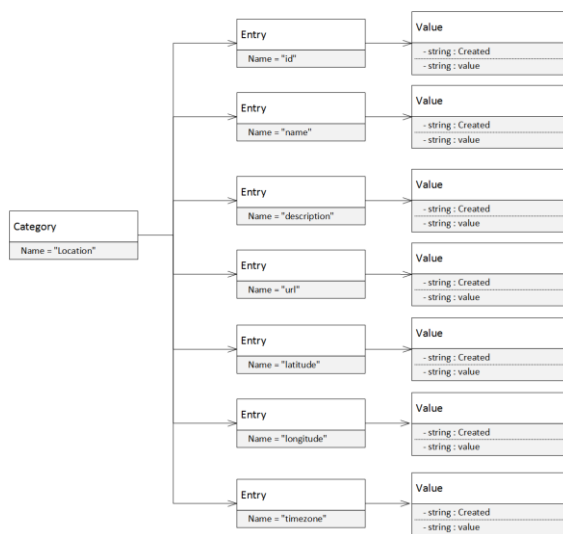 Entry
Name = "id"
Value
- string : Created
- string : value
Entry
Name = "name"
Value
- string : Created
- string : value
Entry
Name = "description"
Value
- string : Created
- string : value
Category
Name = "Location"
Entry
Name = "url"
Value
- string : Created
- string : value
Entry
Name = "latitude"
Value
- string : Created
- string : value
Entry
Name = "longitude"
Value
- string : Created
- string : value
Entry
Name = "timezone"
Value
- string : Created
- string : value